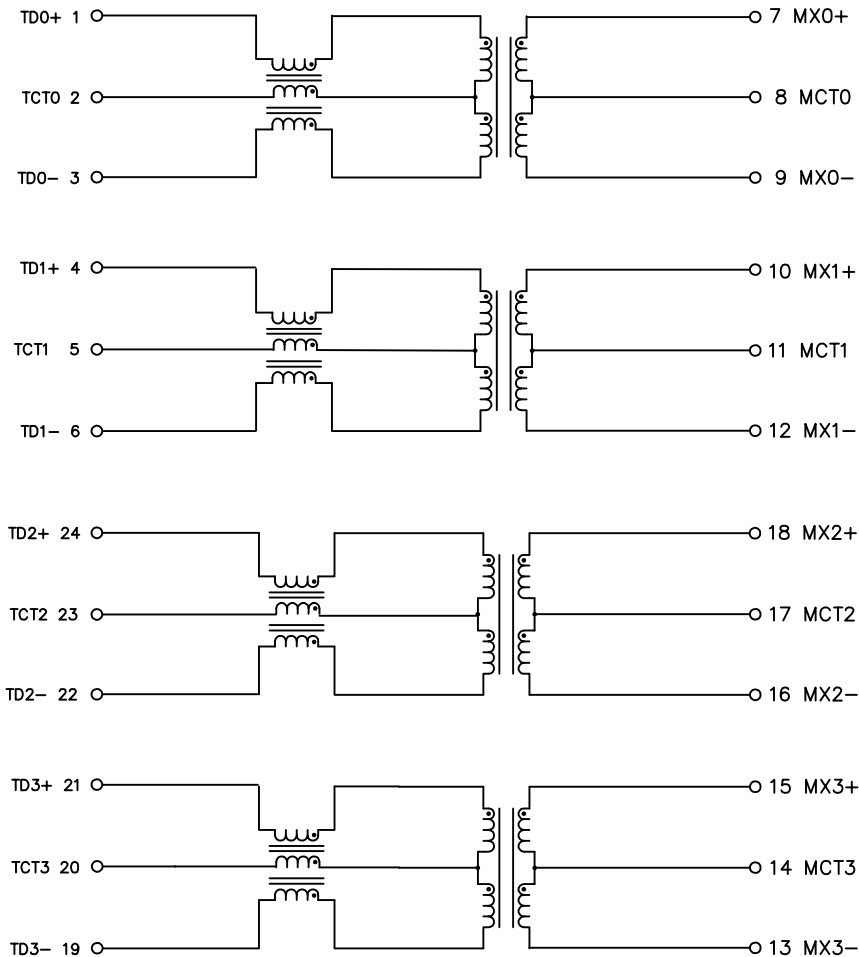 TD0+ 1 7 MX0+
TCT0 2 8 MCT0
TD0− 3 9 MX0−
TD1+ 4 10 MX1+
TCT1 5 11 MCT1
TD1− 6 12 MX1−
TD2+ 24 18 MX2+
TCT2 23 17 MCT2
TD2− 22 16 MX2−
TD3+ 21 15 MX3+
TCT3 20 14 MCT3
TD3− 19 13 MX3−